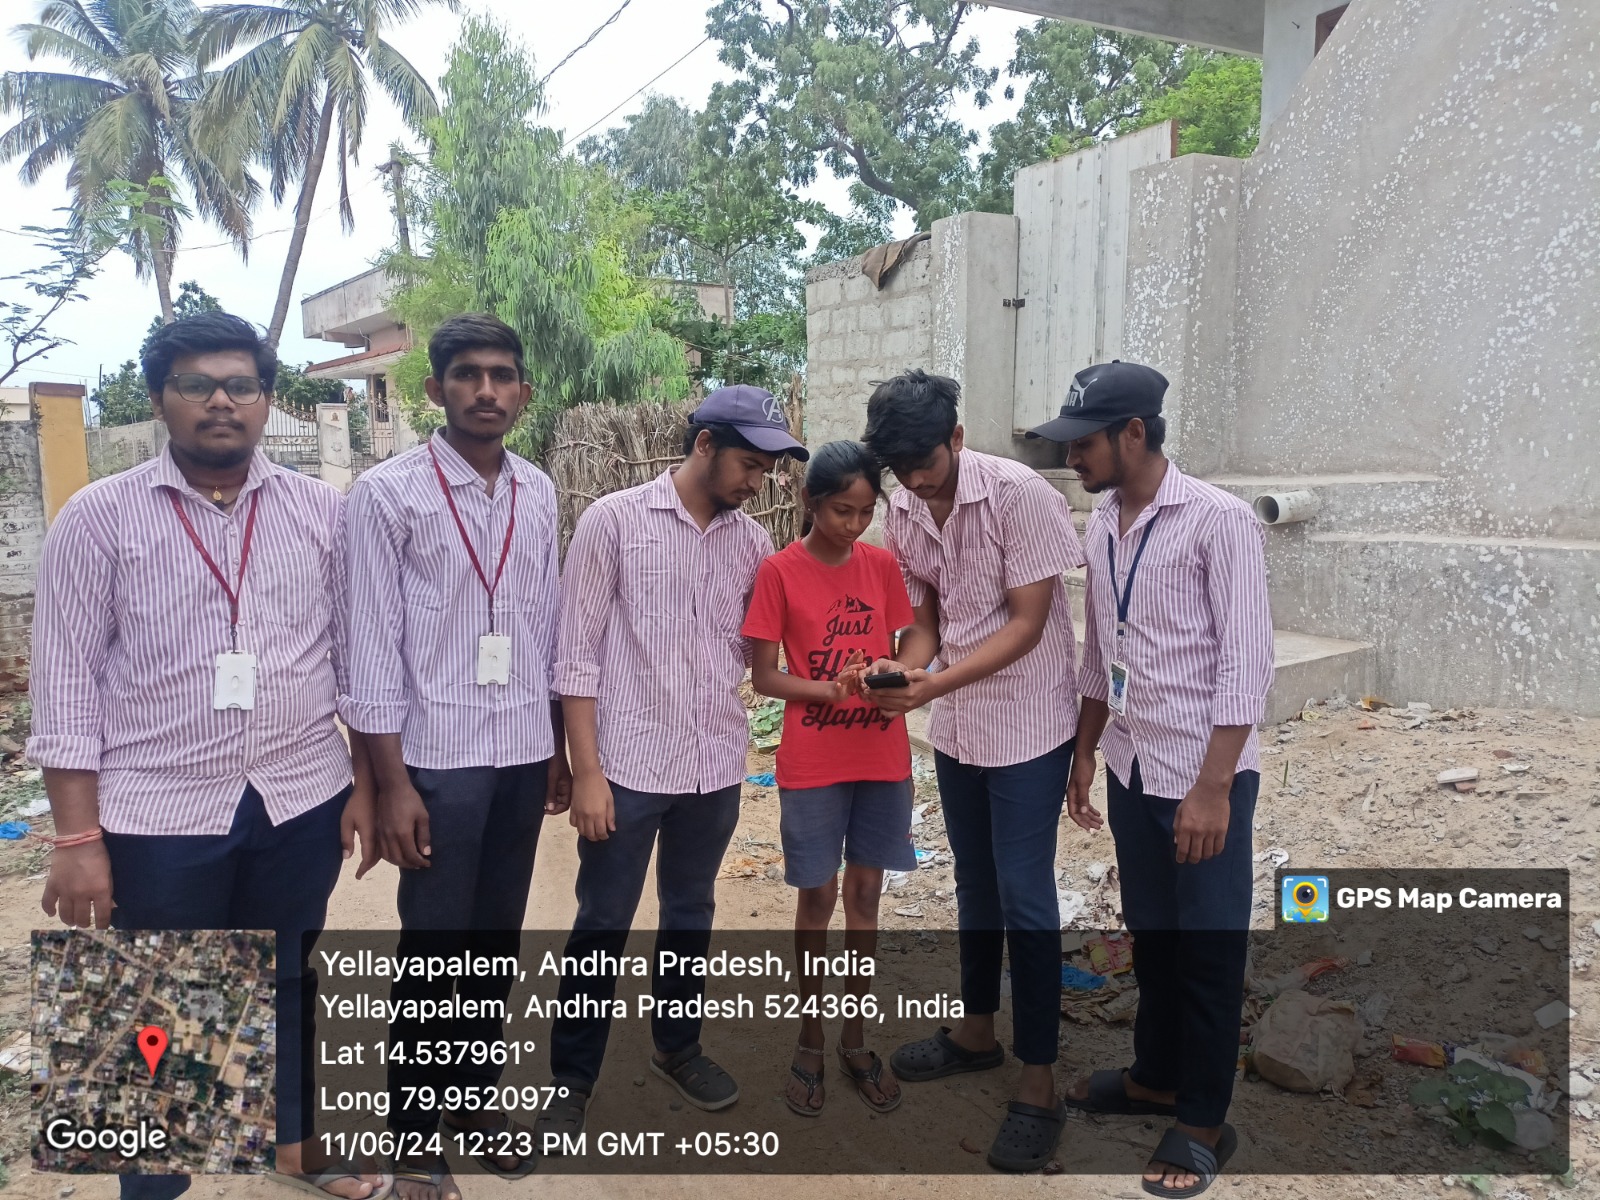 Just
Happy
GPS Map Camera
Yellayapalem, Andhra Pradesh, India
Yellayapalem, Andhra Pradesh 524366, India
Lat 14.537961°
Long 79.952097°
11/06/24 12:23 PM GMT +05:30
Google